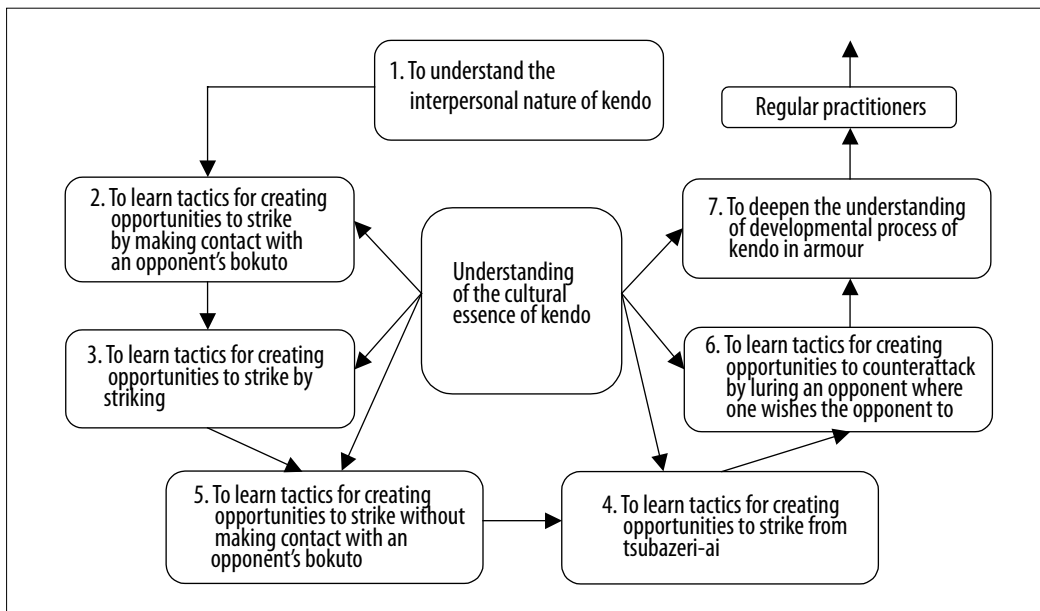 1. To understand the
interpersonal nature of kendo
Regular practitioners
2. To learn tactics for creating
opportunities to strike
by making contact with
an opponent's bokuto
Understanding
of the cultural
essence of kendo
7. To deepen the understanding
of developmental process of
kendo in armour
3. To learn tactics for creating
opportunities to strike by
striking
6. To learn tactics for creating
opportunities to counterattack
by luring an opponent where
one wishes the opponent to
5. To learn tactics for creating
opportunities to strike without
making contact with an
opponent's bokuto
4. To learn tactics for creating
opportunities to strike from
tsubazeri-ai